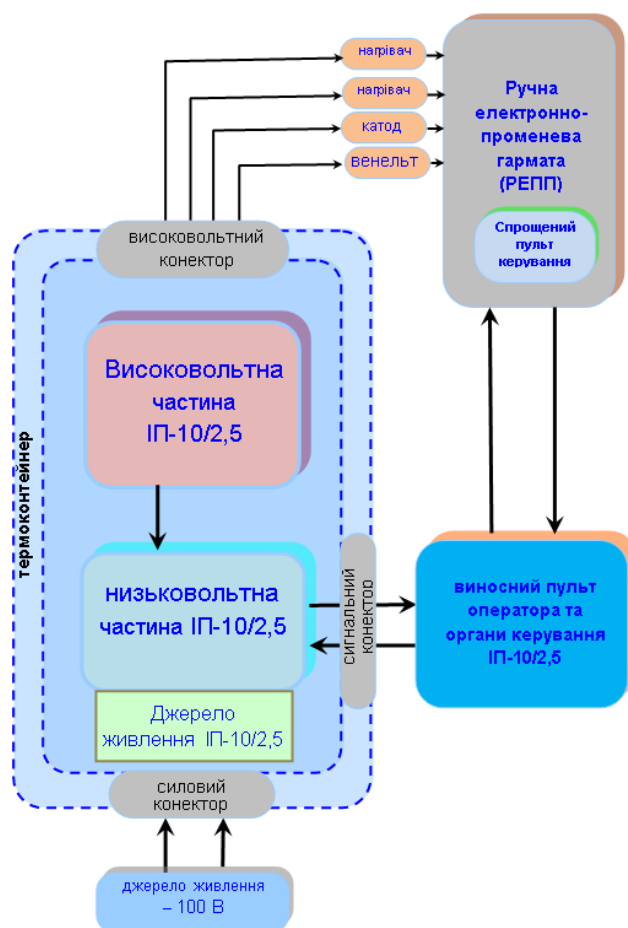 нагрівач
нагрівач
катод
венельт
Ручна
електронно-
променева
гармата
(РЕПП)
Спрощений
пульт
керування
високовольтний
конектор
термоконтейнер
Високовольтна
частина
ІП-10/2,5
низьковольтна
частина ІП-10/2,5
Джерело
живлення ІП-10/2,5
сигнальний
конектор
виносний пульт
оператора та
органи керування
ІП-10/2,5
силовий
конектор
джерело живлення
– 100 В